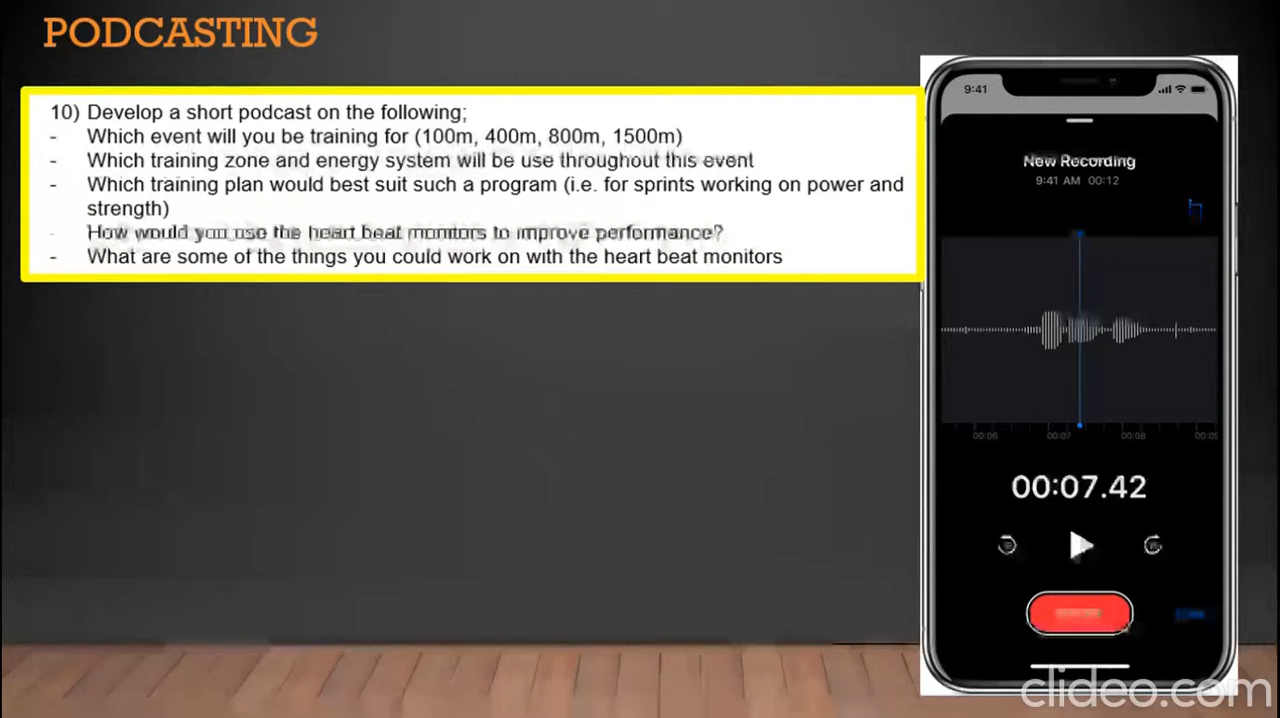 PODCASTING
10) Develop a short podcast on the following;
- Which event will you be training for (100m, 400m, 800m, 1500m)
- Which training zone and energy system will be use throughout this event
- Which training plan would best suit such a program (i.e. for sprints working on power and
strength)
- How would you use the heart beat monitors to improve performance?
- What are some of the things you could work on with the heart beat monitors
9:41
New Recording
9:41 AM 00:12
00:06 00:07 00:08 00:09
00:07.42
clideo.com